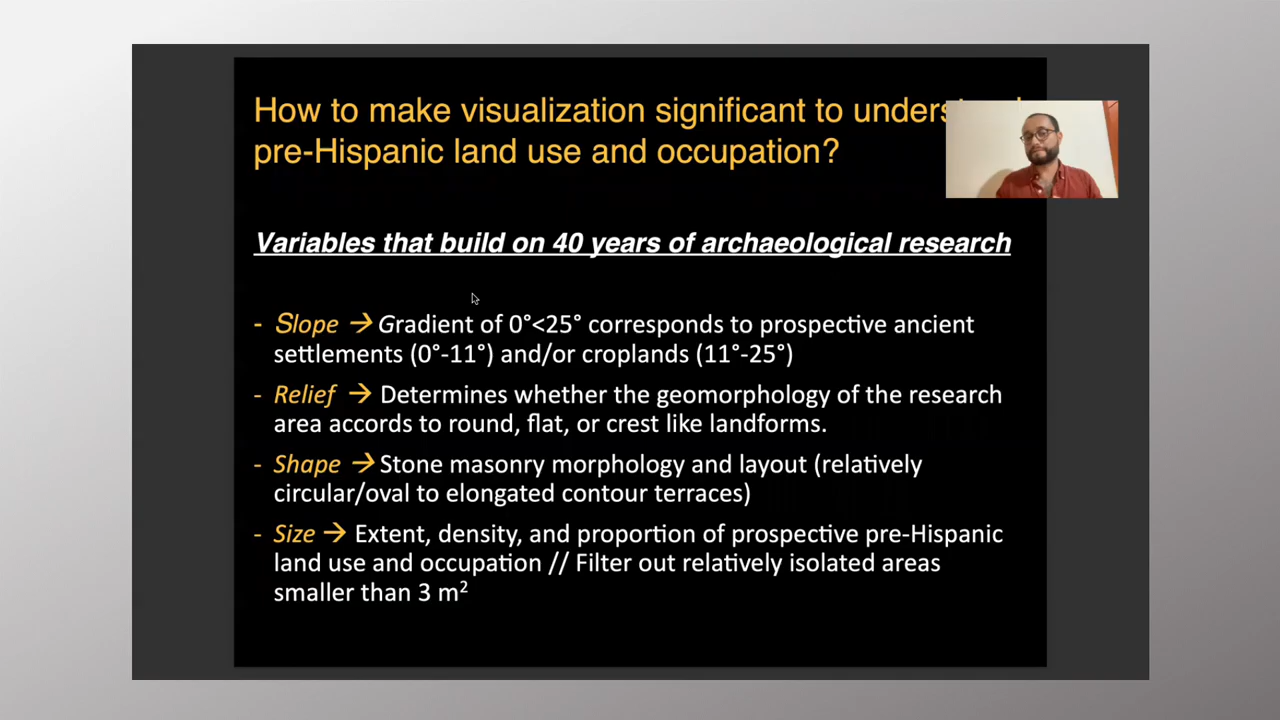 How to make visualization significant to
pre-Hispanic land use and occupation?
Variables that build on 40 years of archaeological research
- Slope → Gradient of 0°<25° corresponds to prospective ancient
settlements (0°-11°) and/or croplands (11°-25°)
- Relief → Determines whether the geomorphology of the research
area accords to round, flat, or crest like landforms.
- Shape → Stone masonry morphology and layout (relatively
circular/oval to elongated contour terraces)
- Size → Extent, density, and proportion of prospective pre-Hispanic
land use and occupation // Filter out relatively isolated areas
smaller than 3 m²